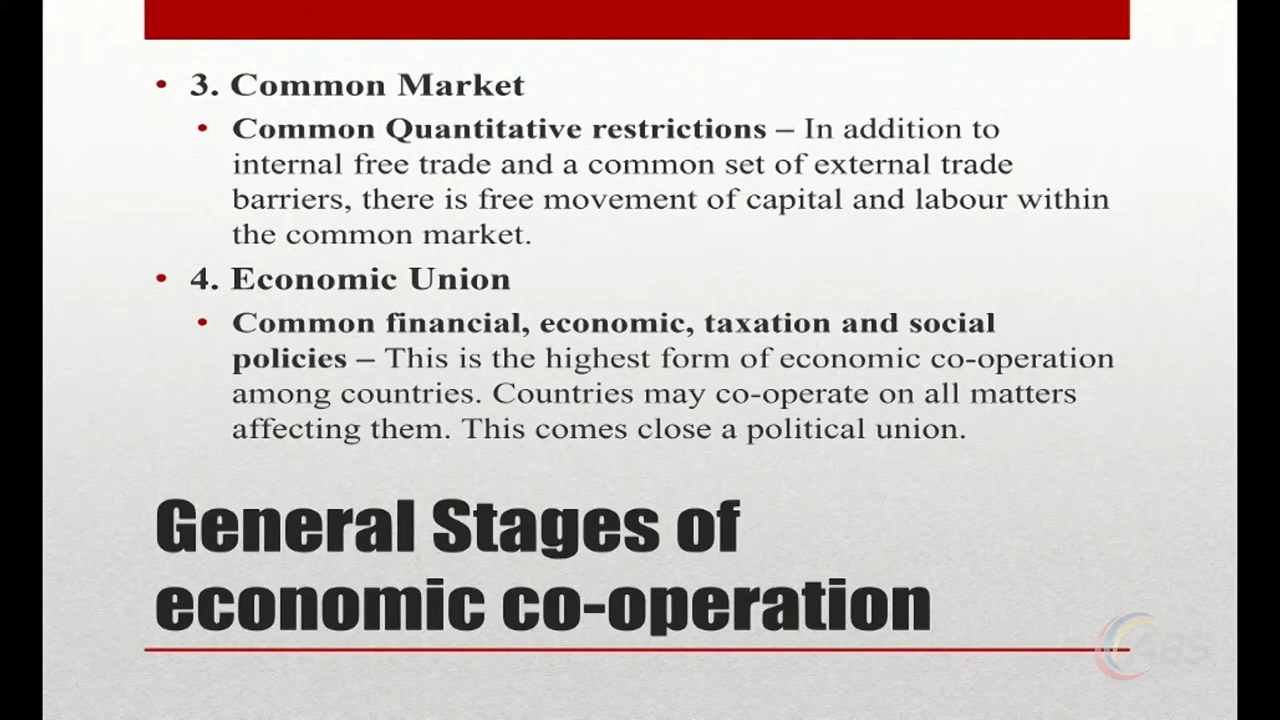 • 3. Common Market
• Common Quantitative restrictions – In addition to
internal free trade and a common set of external trade
barriers, there is free movement of capital and labour within
the common market.
• 4. Economic Union
• Common financial, economic, taxation and social
policies – This is the highest form of economic co-operation
among countries. Countries may co-operate on all matters
affecting them. This comes close a political union.
General Stages of
economic co-operation
ABS